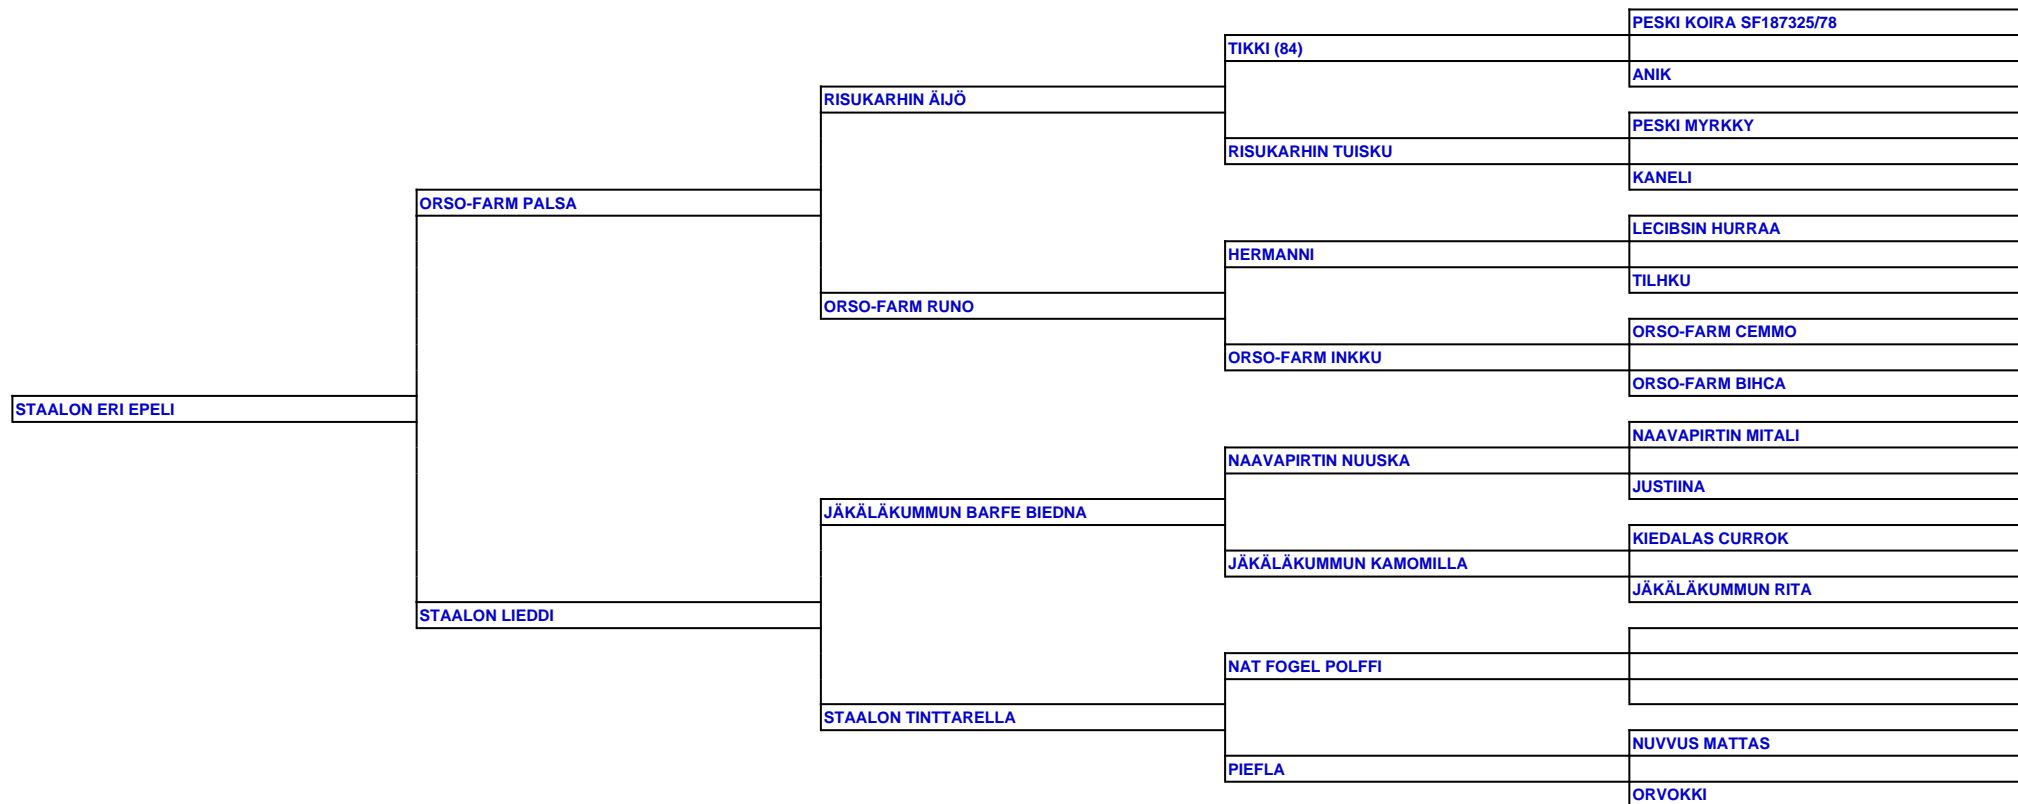 PESKI KOIRA SF187325/78
TIKKI (84)
ANIK
RISUKARHIN ÄIJÖ
PESKI MYRKKY
RISUKARHIN TUISKU
KANELI
ORSO-FARM PALSA
LECIBSIN HURRAA
HERMANNI
TILHKU
ORSO-FARM RUNO
ORSO-FARM CEMMO
ORSO-FARM INKKU
ORSO-FARM BIHCA
STAALON ERI EPELI
NAAVAPIRTIN MITALI
NAAVAPIRTIN NUUSKA
JUSTIINA
JÄKÄLÄKUMMUN BARFE BIEDNA
KIEDALAS CURROK
JÄKÄLÄKUMMUN KAMOMILLA
JÄKÄLÄKUMMUN RITA
STAALON LIEDDI
NAT FOGEL POLFFI
STAALON TINTTARELLA
NUVVUS MATTAS
PIEFLA
ORVOKKI